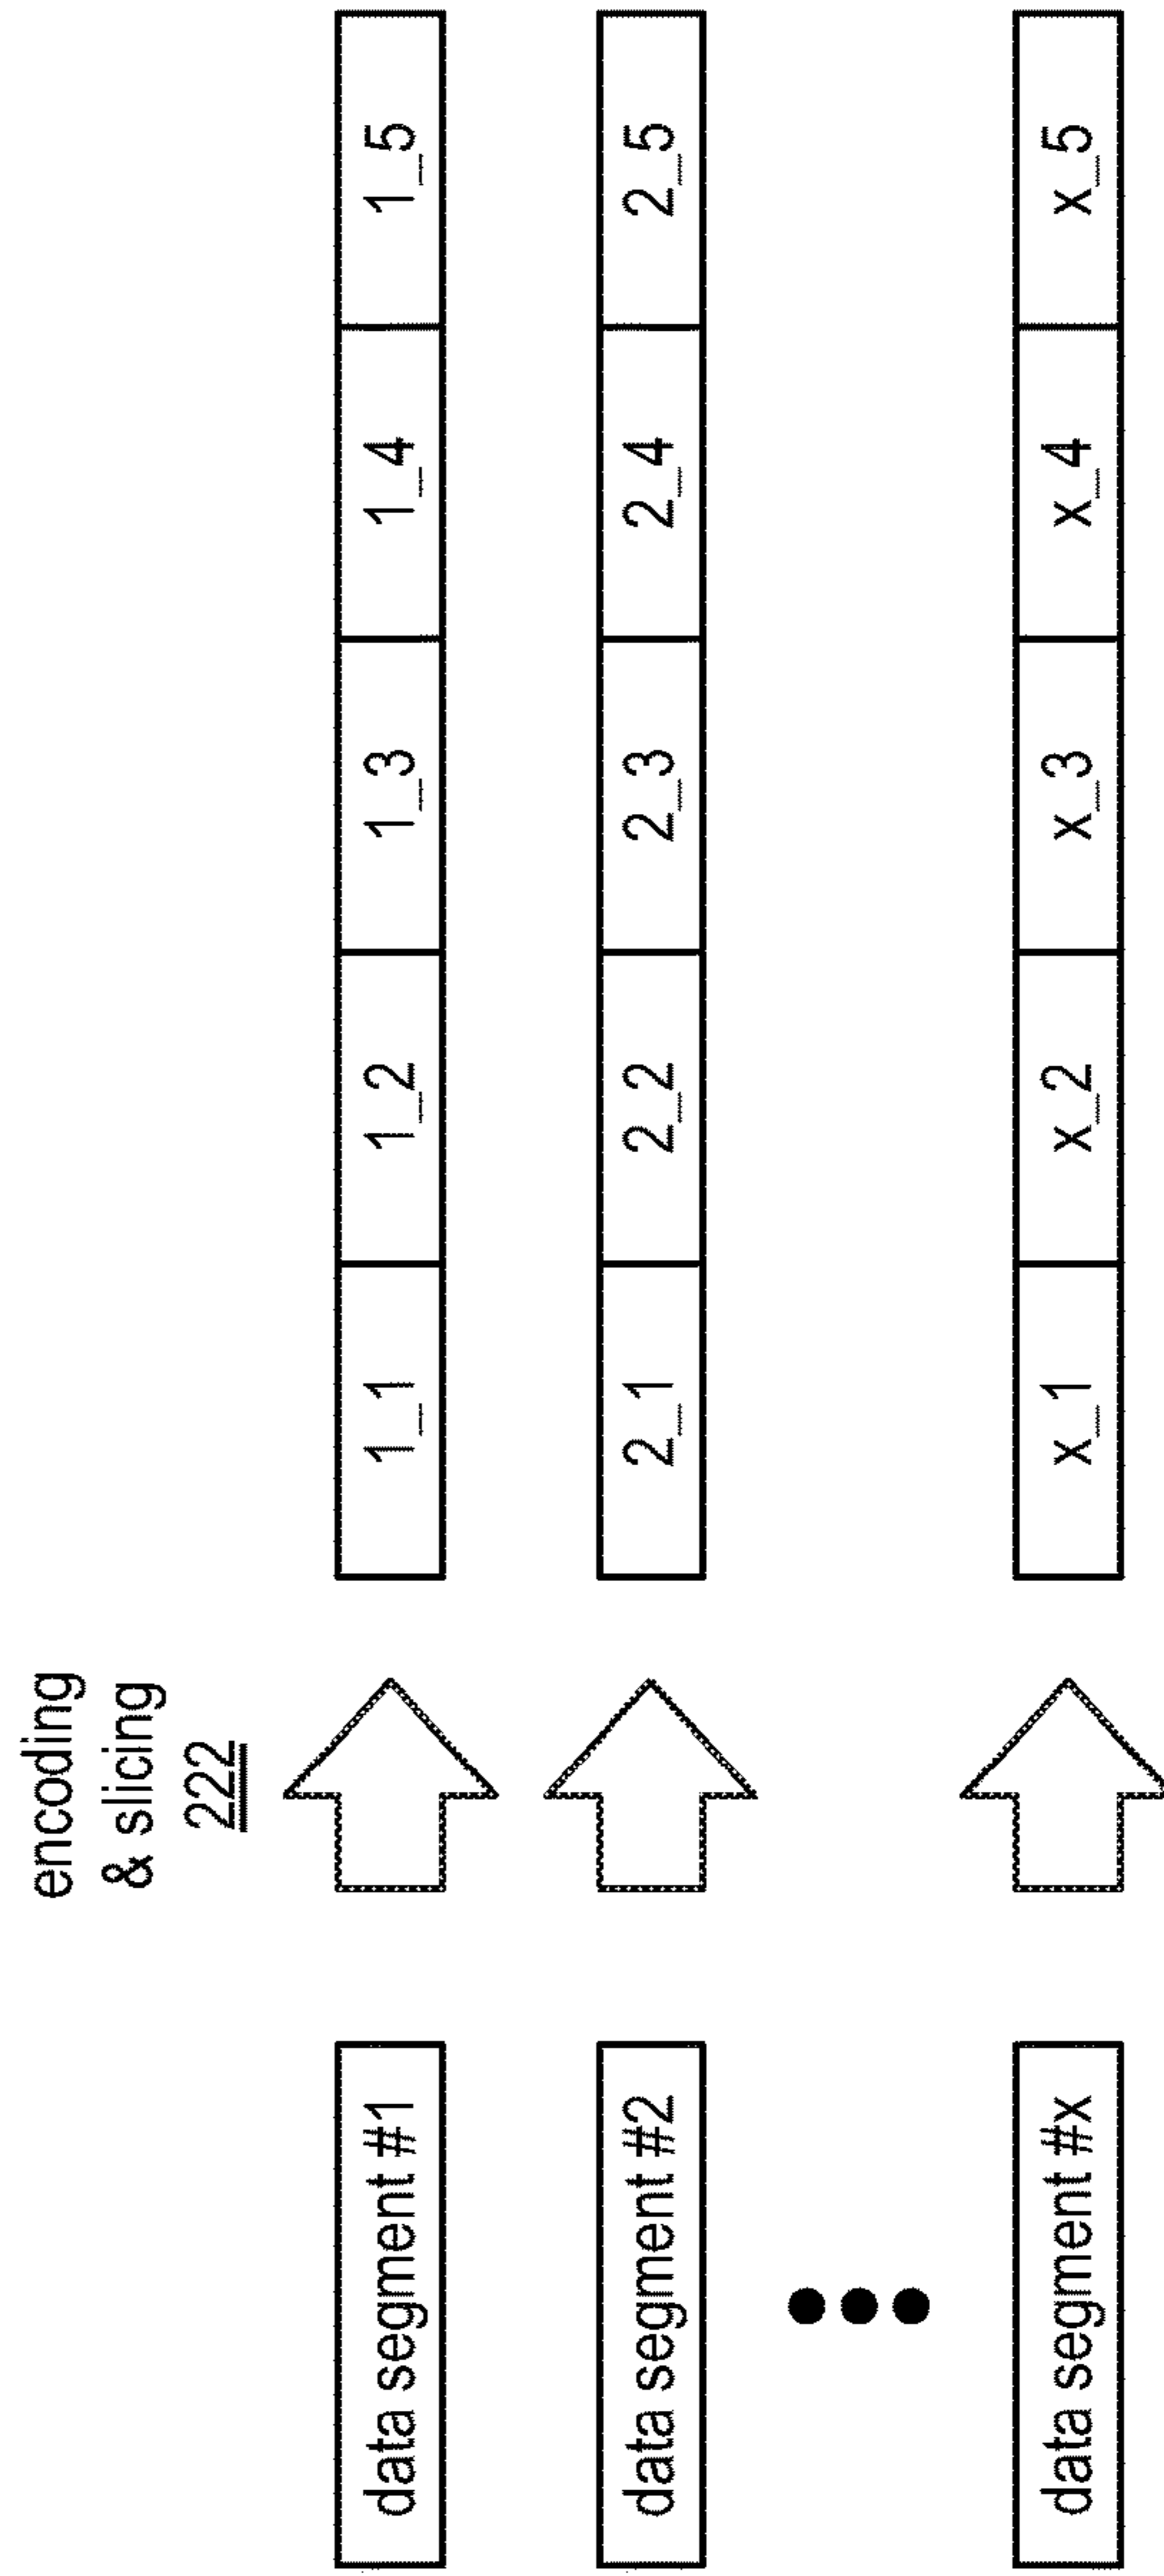 encoding
& slicing
222
data segment #1
1_1
1_2
1_3
1_4
1_5
data segment #2
2_1
2_2
2_3
2_4
2_5
data segment #x
x_1
x_2
x_3
x_4
x_5